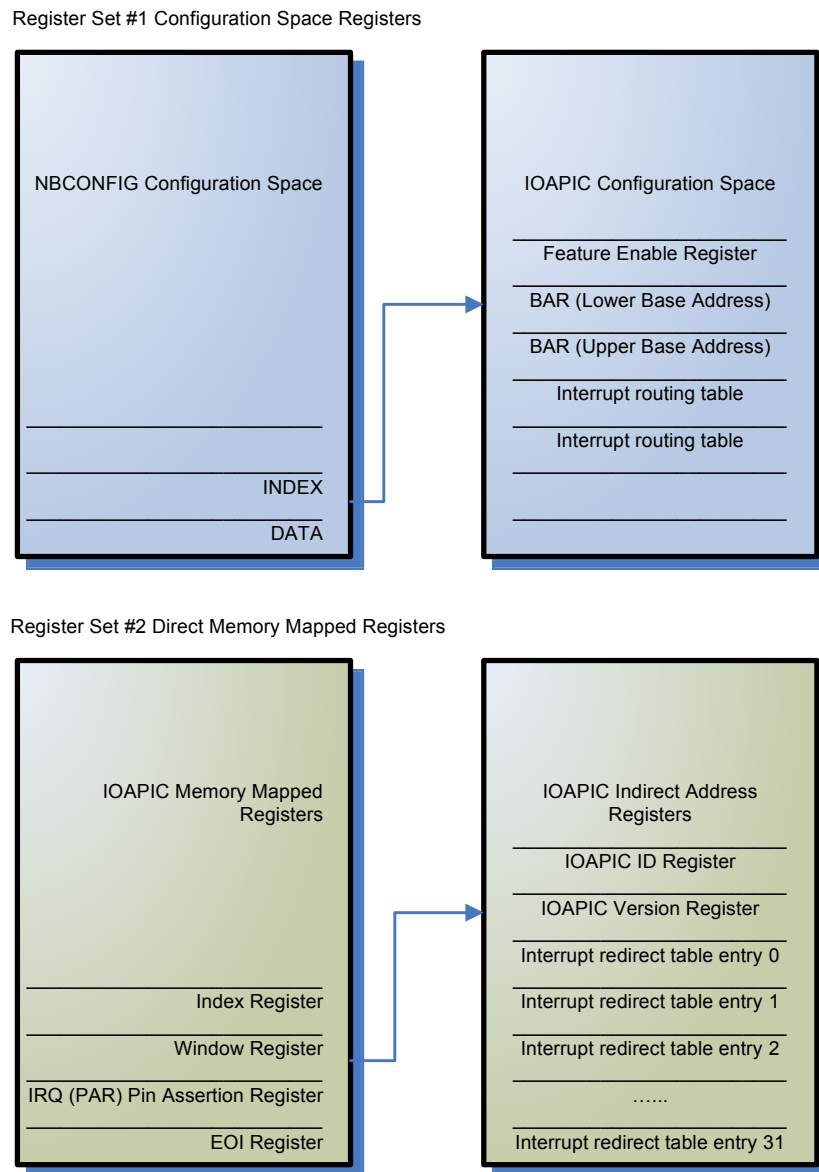 Register Set #1 Configuration Space Registers
NBCONFIG Configuration Space
INDEX
DATA
IOAPIC Configuration Space
Feature Enable Register
BAR (Lower Base Address)
BAR (Upper Base Address)
Interrupt routing table
Interrupt routing table
Register Set #2 Direct Memory Mapped Registers
IOAPIC Memory Mapped
Registers
Index Register
Window Register
IRQ (PAR) Pin Assertion Register
EOI Register
IOAPIC Indirect Address
Registers
IOAPIC ID Register
IOAPIC Version Register
Interrupt redirect table entry 0
Interrupt redirect table entry 1
Interrupt redirect table entry 2
…...
Interrupt redirect table entry 31